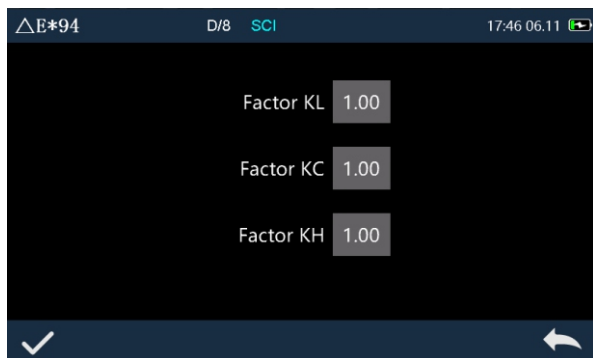 △E*94 D/8 SCI 17:46 06.11
Factor KL 1.00
Factor KC 1.00
Factor KH 1.00